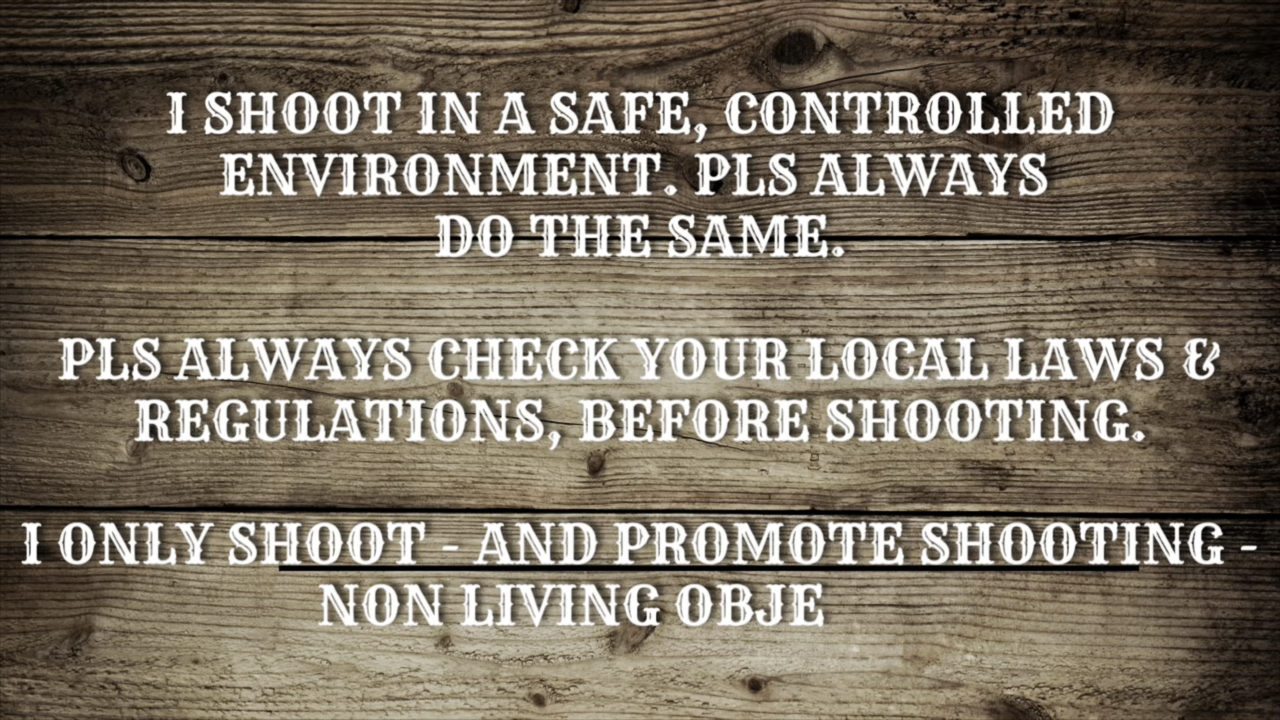 I SHOOT IN A SAFE, CONTROLLED
ENVIRONMENT. PLS ALWAYS
DO THE SAME.
PLS ALWAYS CHECK YOUR LOCAL LAWS &
REGULATIONS, BEFORE SHOOTING.
I ONLY SHOOT - AND PROMOTE SHOOTING -
NON LIVING OBJE